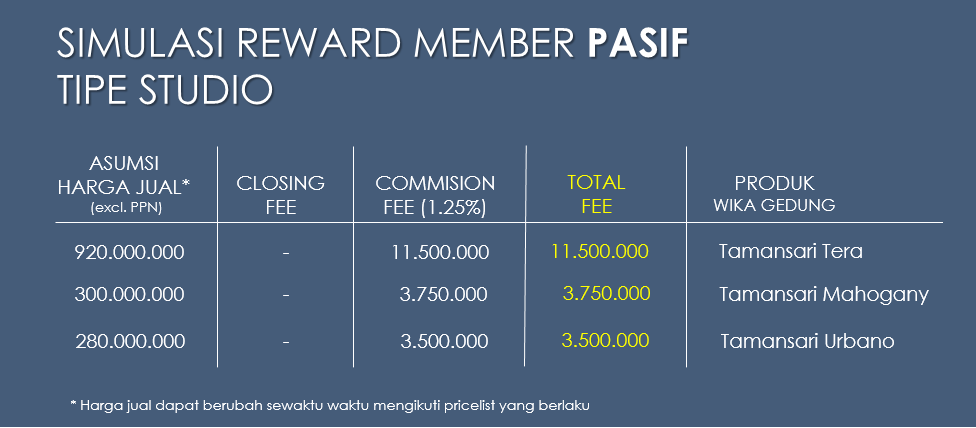 SIMULASI REWARD MEMBER PASIF
TIPE STUDIO
ASUMSI HARGA JUAL* (excl. PPN) CLOSING FEE COMMISION FEE (1.25%) TOTAL FEE PRODUK WIKA GEDUNG
920.000.000 - 11.500.000 11.500.000 Tamansari Tera
300.000.000 - 3.750.000 3.750.000 Tamansari Mahogany
280.000.000 - 3.500.000 3.500.000 Tamansari Urbano
* Harga jual dapat berubah sewaktu waktu mengikuti pricelist yang berlaku